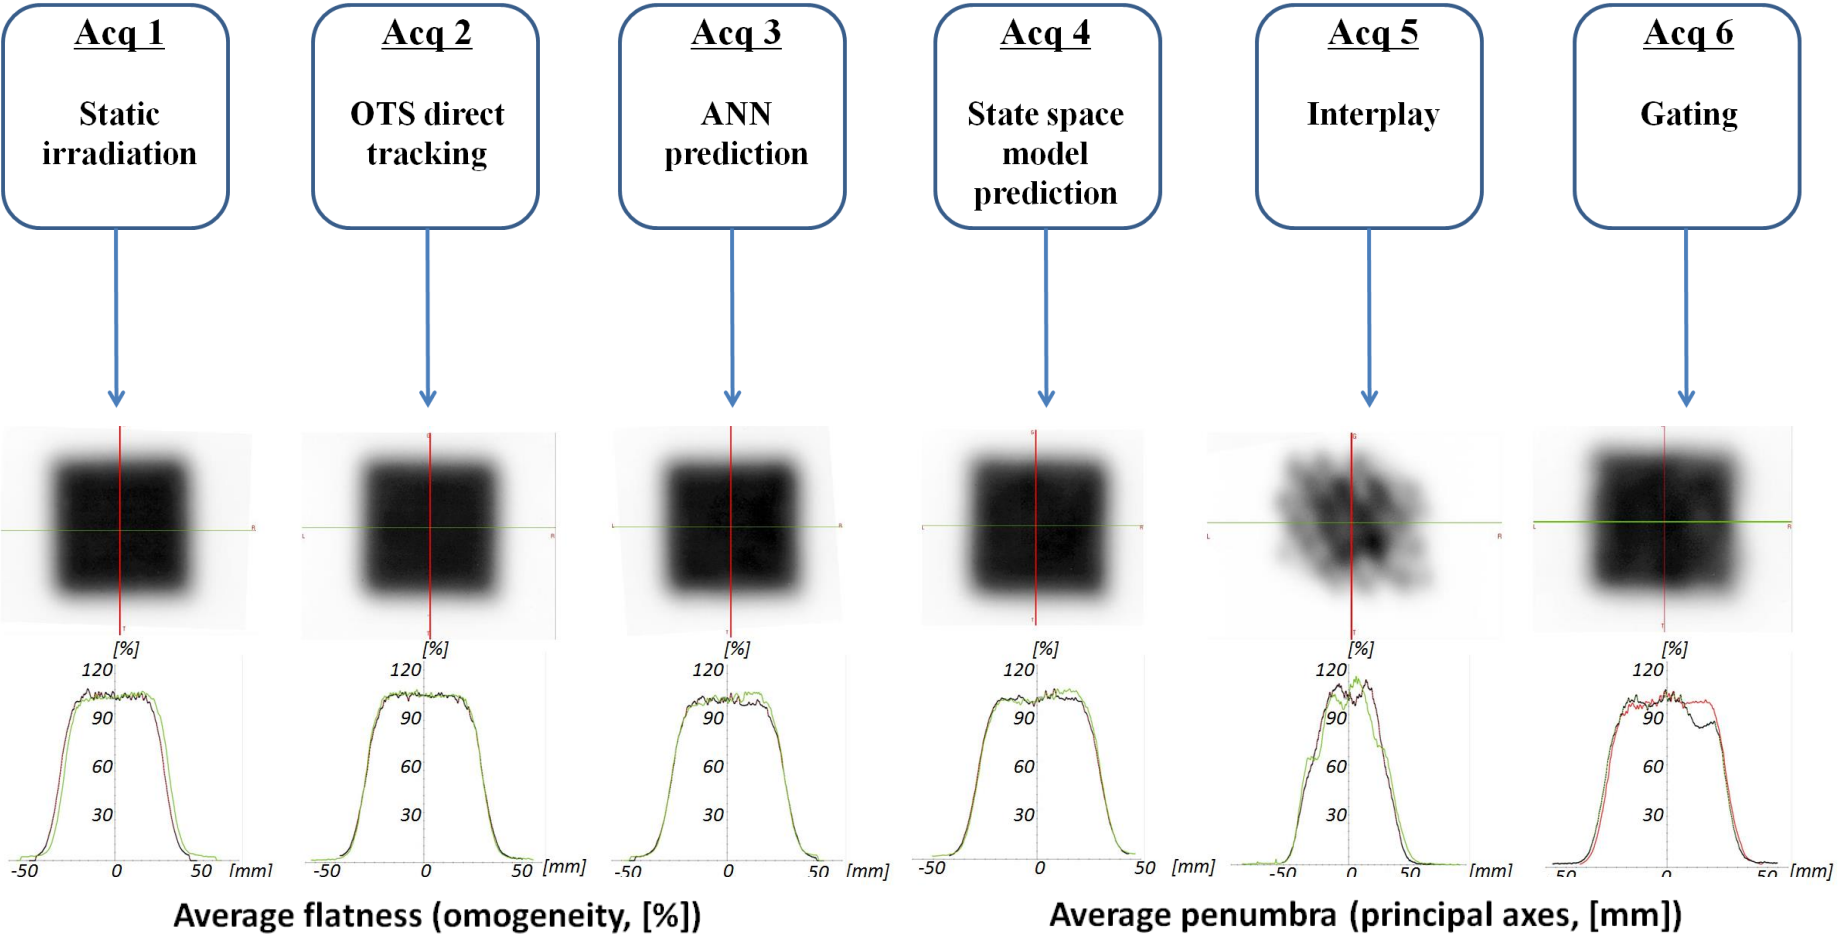 Acq 1
Static
irradiation
Acq 2
OTS direct
tracking
Acq 3
ANN
prediction
Acq 4
State space
model
prediction
Acq 5
Interplay
Acq 6
Gating
R
G
L
R
T
T
L
R
T
G
L
R
T
G
L
R
T
L
R
T
[%]
120
90
60
30
-50
0
50
[mm]
[%]
120
90
60
30
-50
0
50
[mm]
[%]
120
90
60
30
-50
0
50
[mm]
[%]
120
90
60
30
-50
0
50
[mm]
[%]
120
90
60
30
-50
0
50
[mm]
[%]
120
90
60
30
50
0
50
[mm]
Average flatness (omogeneity, [%])
Average penumbra (principal axes, [mm])